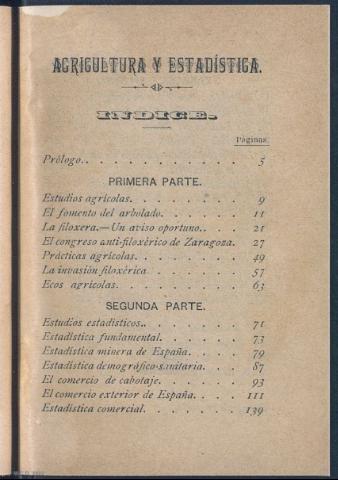 AGRICULTURA Y ESTADÍSTICA.
INDICE.
Páginas
Prólogo.. . . . . . . . . . . 5
PRIMERA PARTE.
Estudios agrícolas. . . . . . . . 9
El fomento del arbolado. . . . . . 11
La filoxera.—Un aviso oportuno.. . . 21
El congreso anti-filoxérico de Zaragoza. 27
Prácticas agrícolas. . . . . . . . 49
La invasión filoxérica . . . . . . 57
Ecos agrícolas. . . . . . . . . 63
SEGUNDA PARTE.
Estudios estadísticos.. . . . . . . 71
Estadística fundamental. . . . . . 73
Estadística minera de España. . . . 79
Estadística demográfico-sanitaria. . . 87
El comercio de cabotaje. . . . . . 93
El comercio exterior de España. . . . 111
Estadística comercial. . . . . . . 139